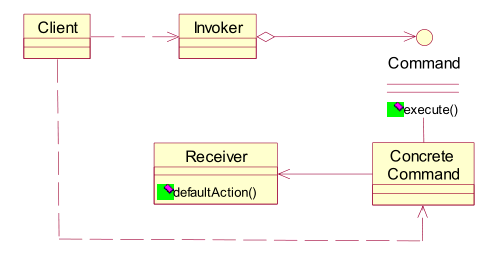 Client
Invoker
Command
execute()
Receiver
defaultAction()
Concrete
Command